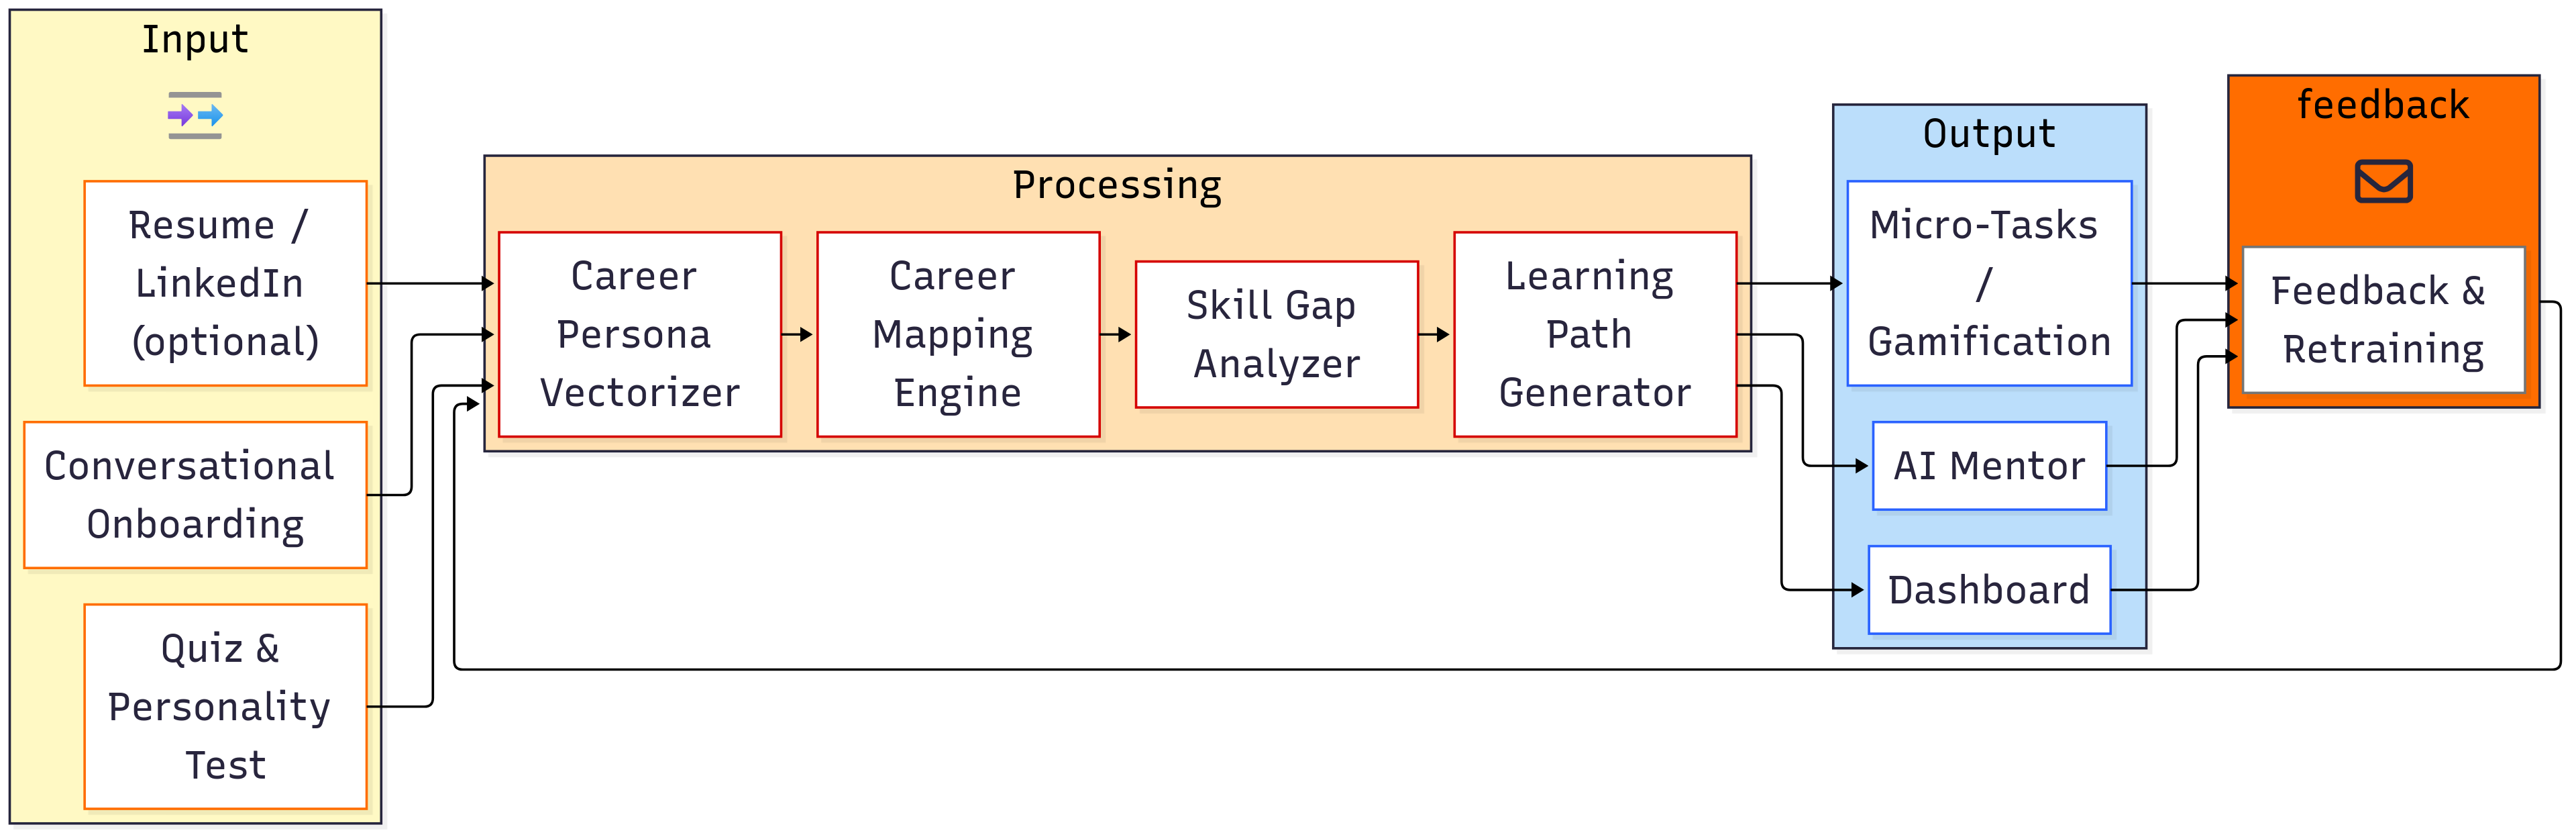 Input
Resume /
LinkedIn
(optional)
Conversational
Onboarding
Quiz &
Personality
Test
Processing
Career
Persona
Vectorizer
Career
Mapping
Engine
Skill Gap
Analyzer
Learning
Path
Generator
Output
Micro-Tasks
/
Gamification
AI Mentor
Dashboard
feedback
Feedback &
Retraining